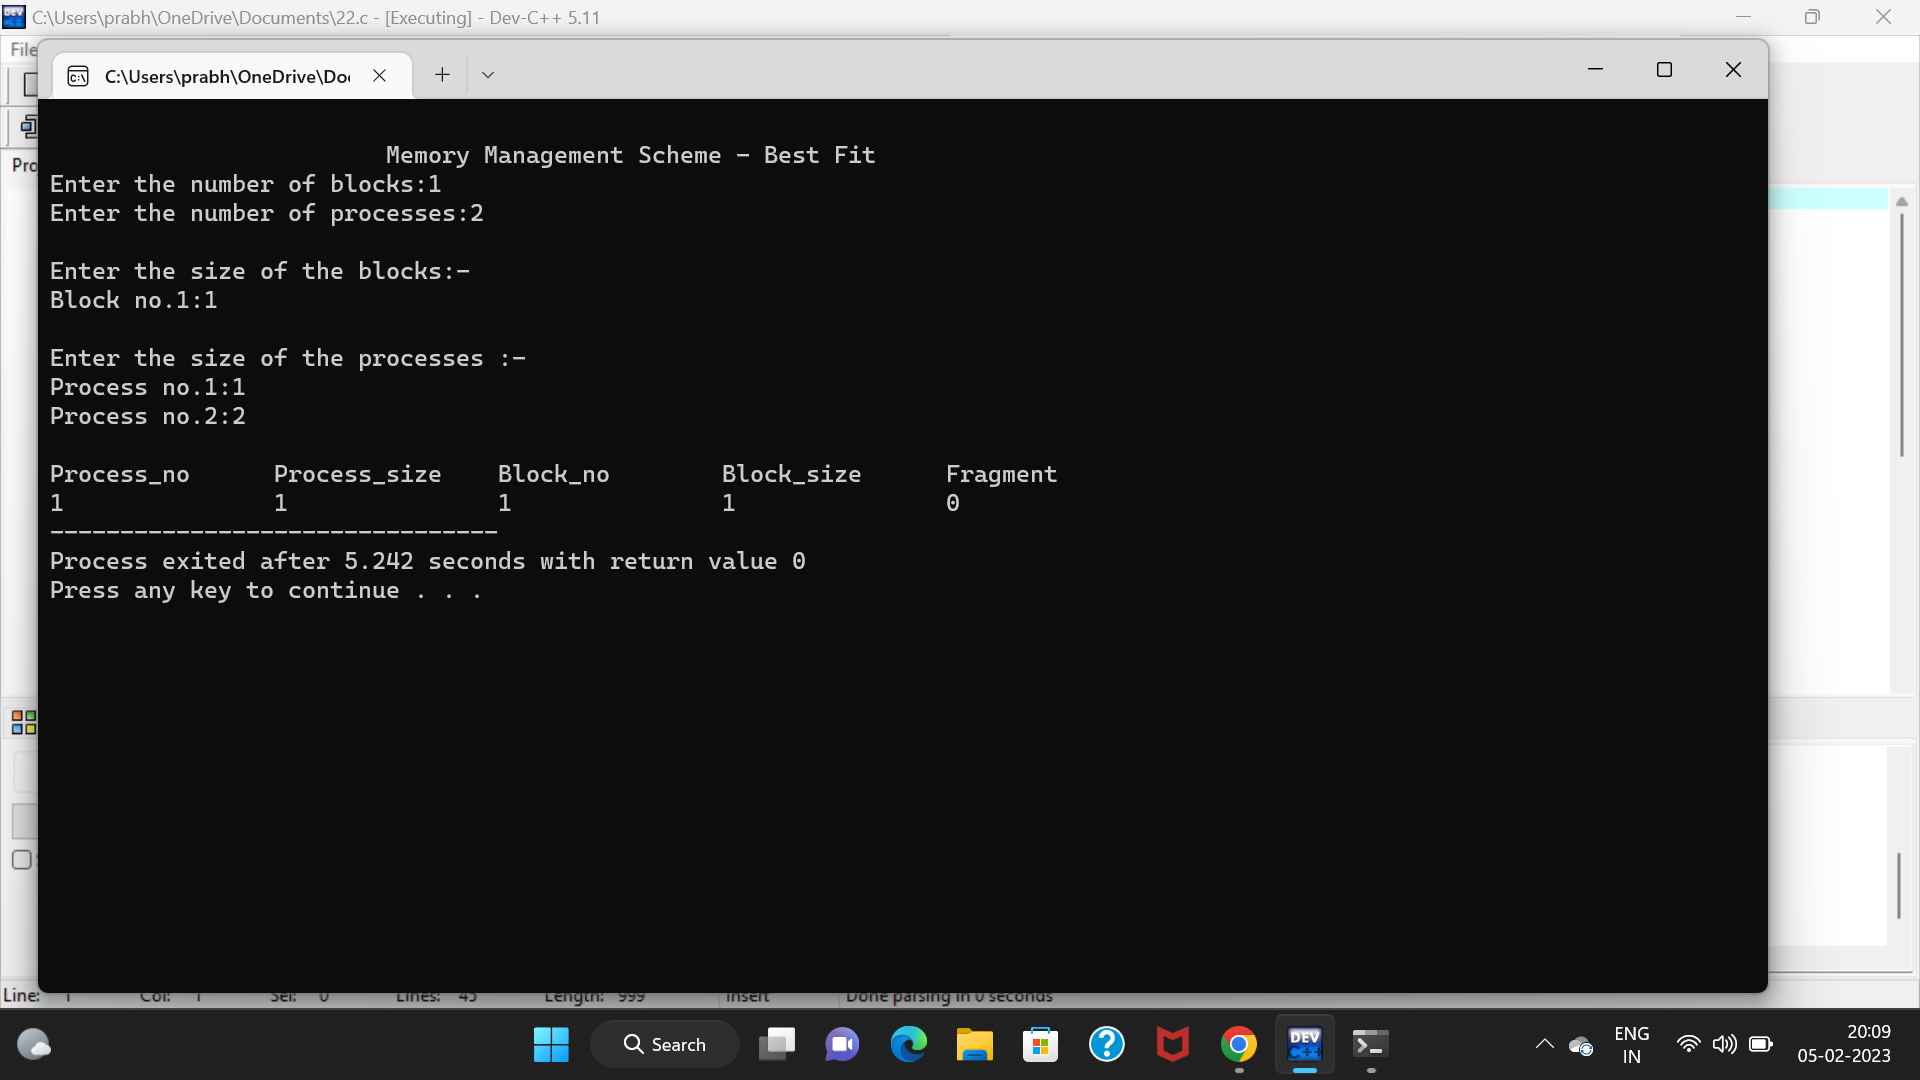 C:\Users\prabh\OneDrive\Documents\22.c - [Executing] - Dev-C++ 5.11
File
C:\Users\prabh\OneDrive\Do
Memory Management Scheme - Best Fit
Enter the number of blocks:1
Enter the number of processes:2
Enter the size of the blocks:-
Block no.1:1
Enter the size of the processes :-
Process no.1:1
Process no.2:2
Process_no Process_size Block_no Block_size Fragment
1 1 1 1 0
--------------------------------
Process exited after 5.242 seconds with return value 0
Press any key to continue . . .
Line: 1 Col: 1 Sel: 0 Lines: 45 Length: 999 Insert Done parsing in 0 seconds
Search
DEV C++
ENG
IN
20:09
05-02-2023